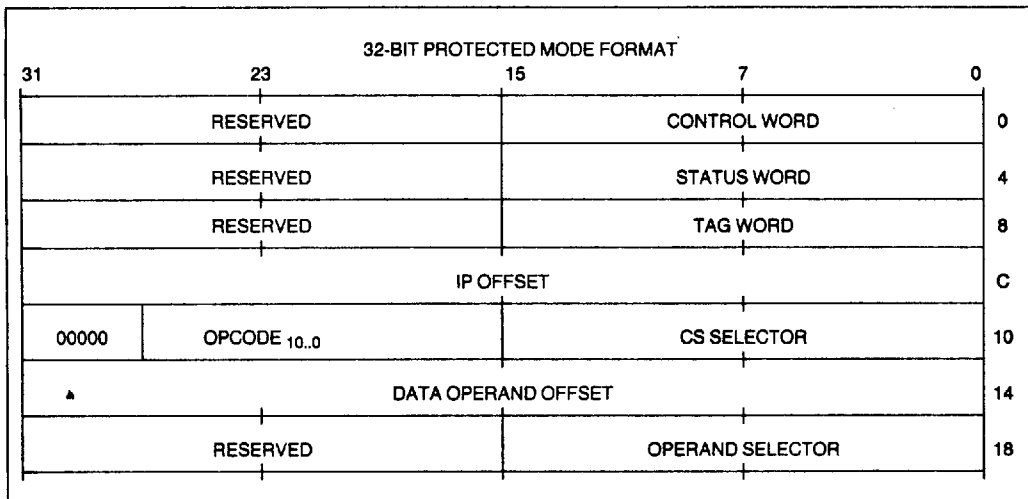 32-BIT PROTECTED MODE FORMAT
31 23 15 7 0
RESERVED CONTROL WORD 0
RESERVED STATUS WORD 4
RESERVED TAG WORD 8
IP OFFSET C
00000 OPCODE 10..0 CS SELECTOR 10
DATA OPERAND OFFSET 14
RESERVED OPERAND SELECTOR 18